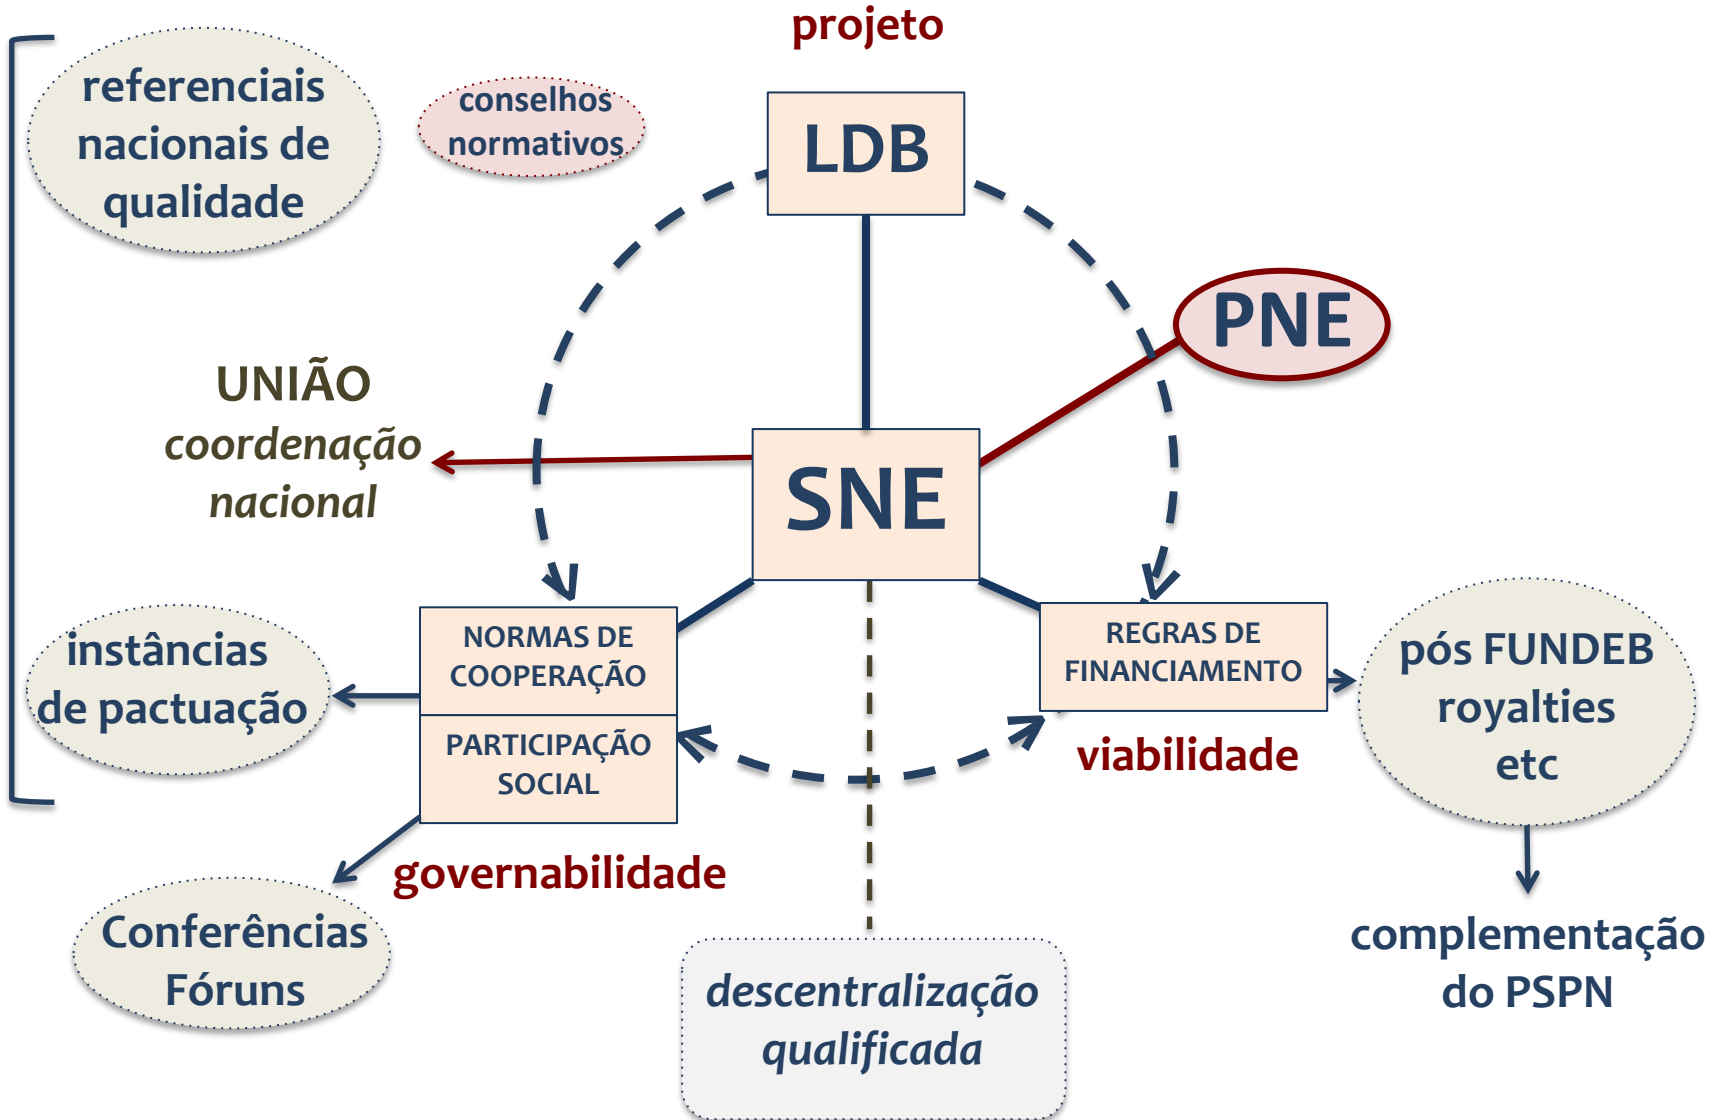 projeto
referenciais
nacionais de
qualidade
conselhos
normativos
LDB
PNE
UNIÃO
coordenação
nacional
SNE
instâncias
de pactuação
NORMAS DE
COOPERAÇÃO
PARTICIPAÇÃO
SOCIAL
REGRAS DE
FINANCIAMENTO
pós FUNDEB
royalties
etc
viabilidade
governabilidade
Conferências
Fóruns
descentralização
qualificada
complementação
do PSPN